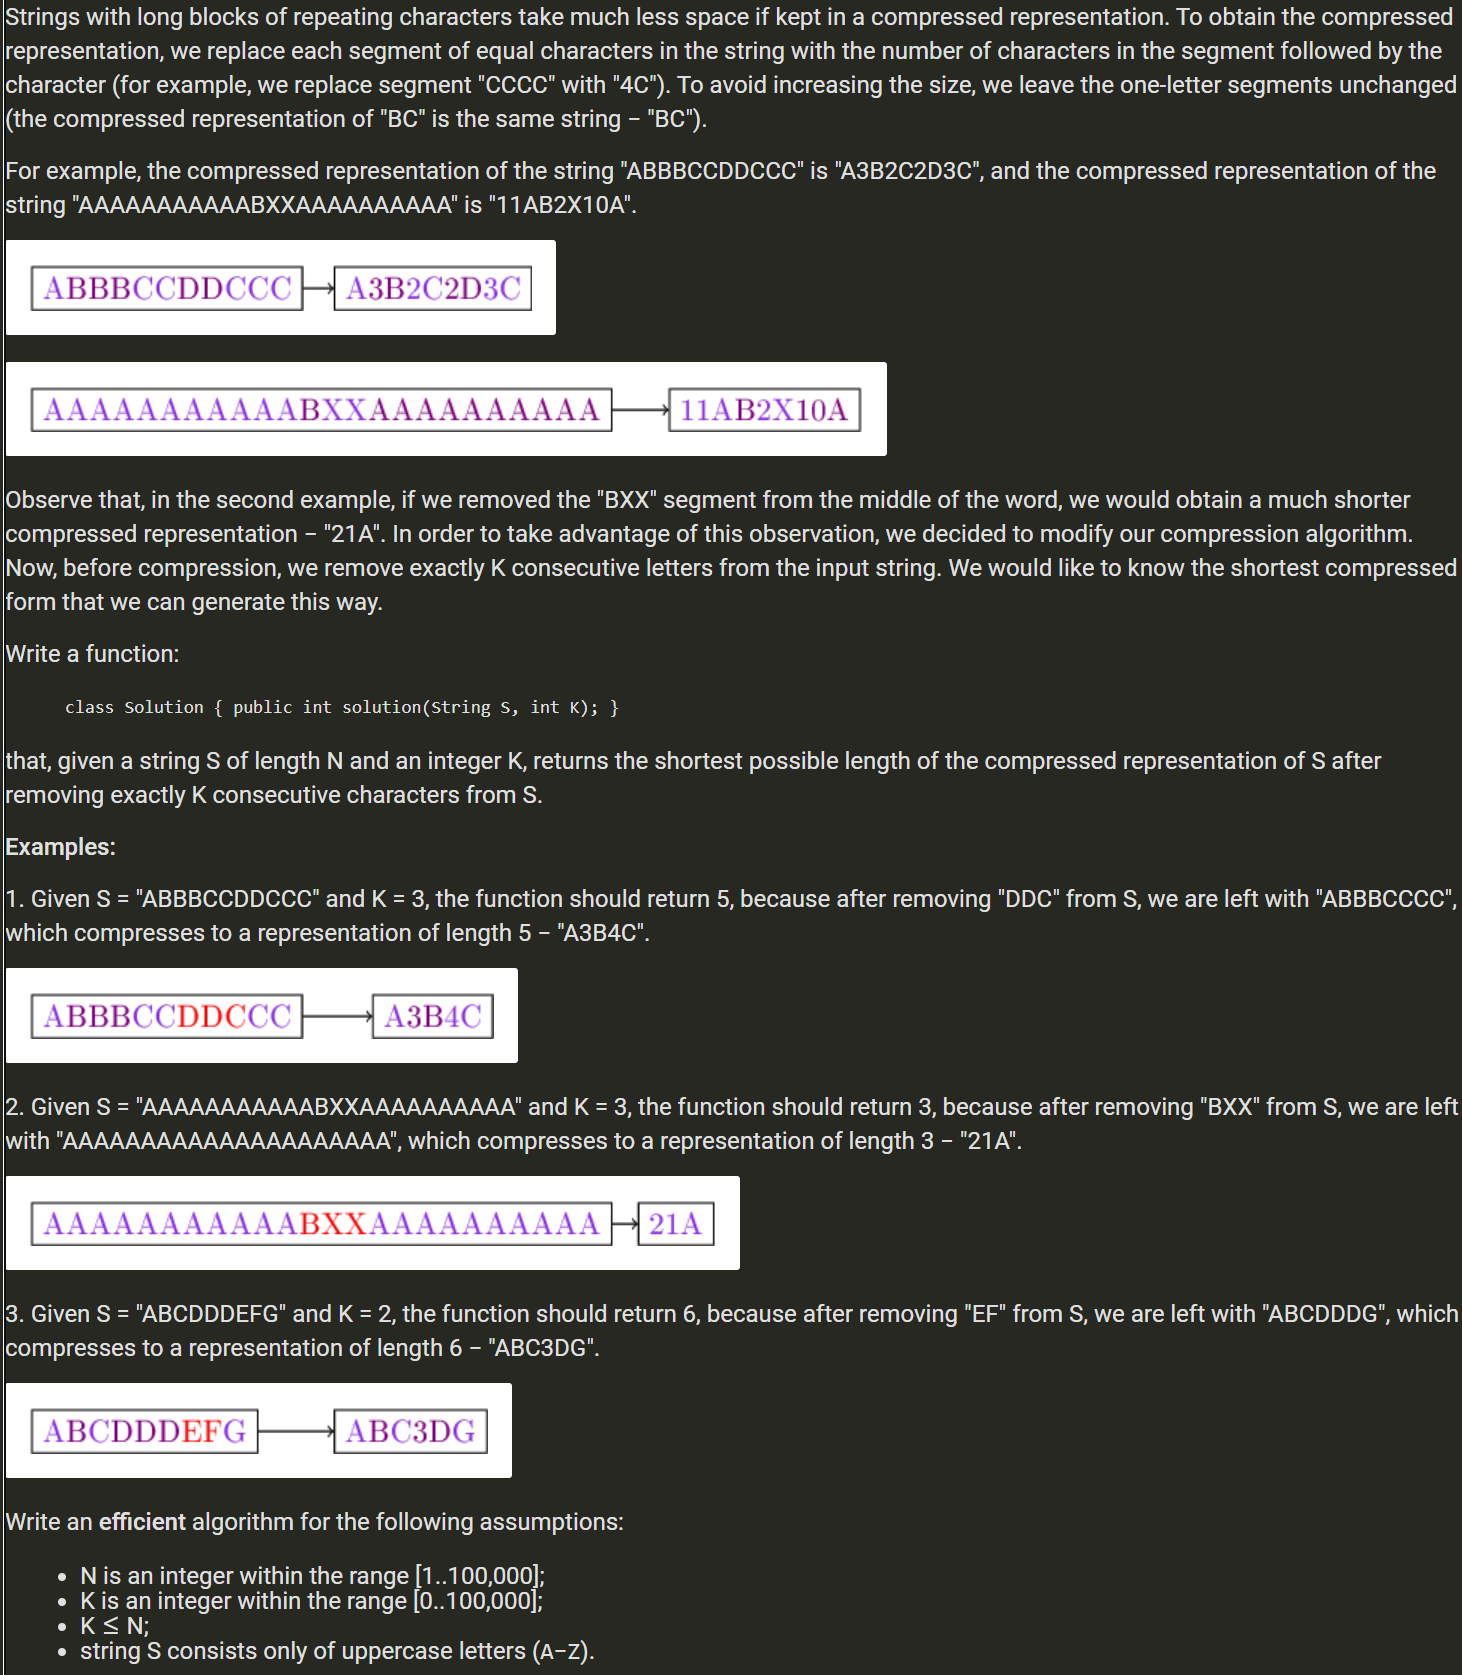 Strings with long blocks of repeating characters take much less space if kept in a compressed representation. To obtain the compressed
representation, we replace each segment of equal characters in the string with the number of characters in the segment followed by the
character (for example, we replace segment "CCCC" with "4C"). To avoid increasing the size, we leave the one-letter segments unchanged
(the compressed representation of "BC" is the same string – "BC").
For example, the compressed representation of the string "ABBBCCDDCCC" is "A3B2C2D3C", and the compressed representation of the
string "AAAAAAAAAAABXXAAAAAAAAAA" is "11AB2X10A".
ABBBCCDDCCC A3B2C2D3C
AAAAAAAAAAABXXAAAAAAAAAA 11AB2X10A
Observe that, in the second example, if we removed the "BXX" segment from the middle of the word, we would obtain a much shorter
compressed representation – "21A". In order to take advantage of this observation, we decided to modify our compression algorithm.
Now, before compression, we remove exactly K consecutive letters from the input string. We would like to know the shortest compressed
form that we can generate this way.
Write a function:
class Solution { public int solution(String S, int K); }
that, given a string S of length N and an integer K, returns the shortest possible length of the compressed representation of S after
removing exactly K consecutive characters from S.
Examples:
1. Given S = "ABBBCCDDCCC" and K = 3, the function should return 5, because after removing "DDC" from S, we are left with "ABBBCCCC",
which compresses to a representation of length 5 – "A3B4C".
ABBBCCDDCCC A3B4C
2. Given S = "AAAAAAAAAAABXXAAAAAAAAAA" and K = 3, the function should return 3, because after removing "BXX" from S, we are left
with "AAAAAAAAAAAAAAAAAAAAA", which compresses to a representation of length 3 – "21A".
AAAAAAAAAAABXXAAAAAAAAAA 21A
3. Given S = "ABCDDDEFG" and K = 2, the function should return 6, because after removing "EF" from S, we are left with "ABCDDDG", which
compresses to a representation of length 6 – "ABC3DG".
ABCDDDEFG ABC3DG
Write an efficient algorithm for the following assumptions:
• N is an integer within the range [1..100,000];
• K is an integer within the range [0..100,000];
• K ≤ N;
• string S consists only of uppercase letters (A–Z).